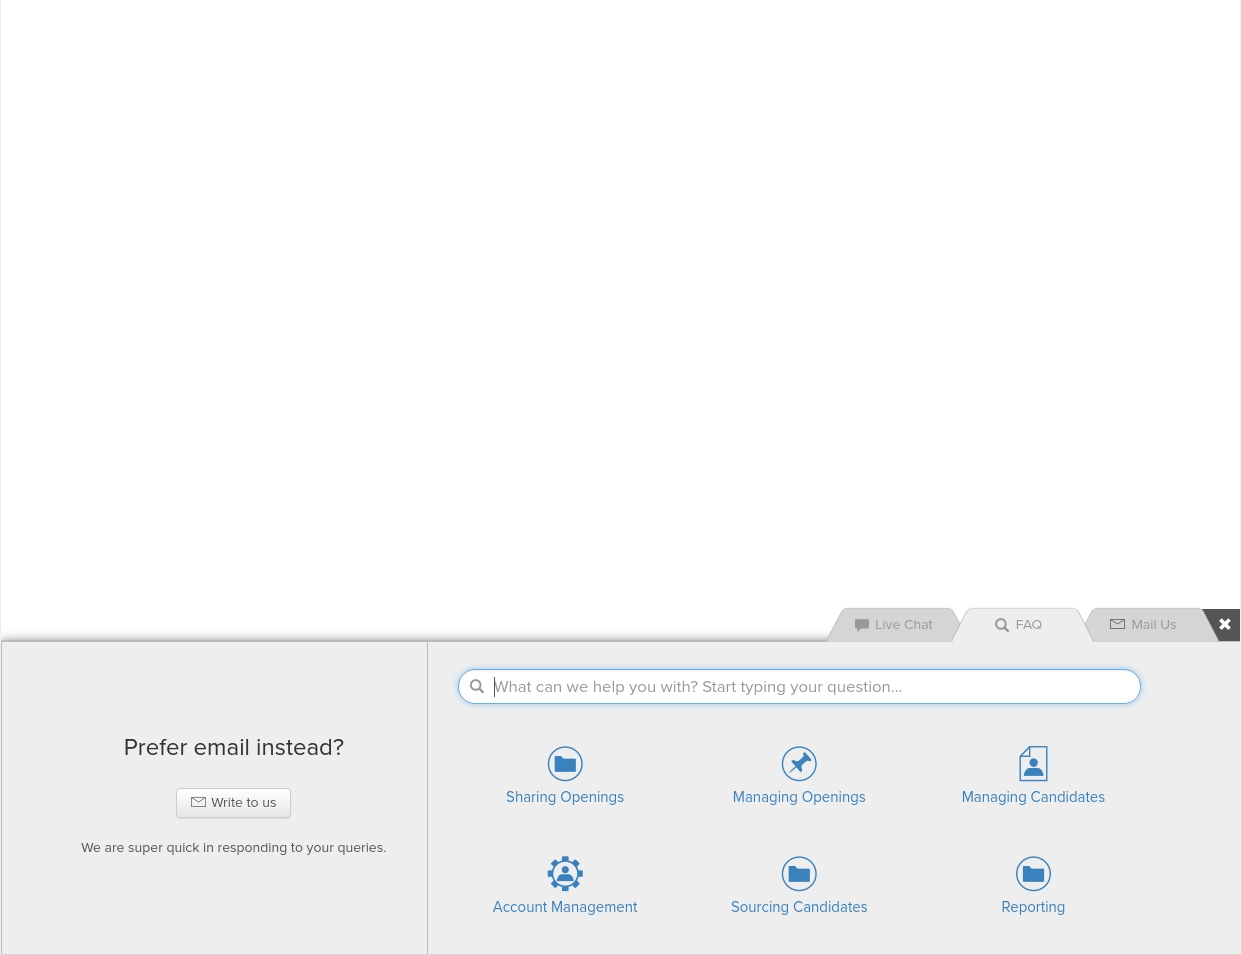 Live Chat
FAQ
Mail Us
What can we help you with? Start typing your question...
Prefer email instead?
Write to us
We are super quick in responding to your queries.
Sharing Openings
Managing Openings
Managing Candidates
Account Management
Sourcing Candidates
Reporting